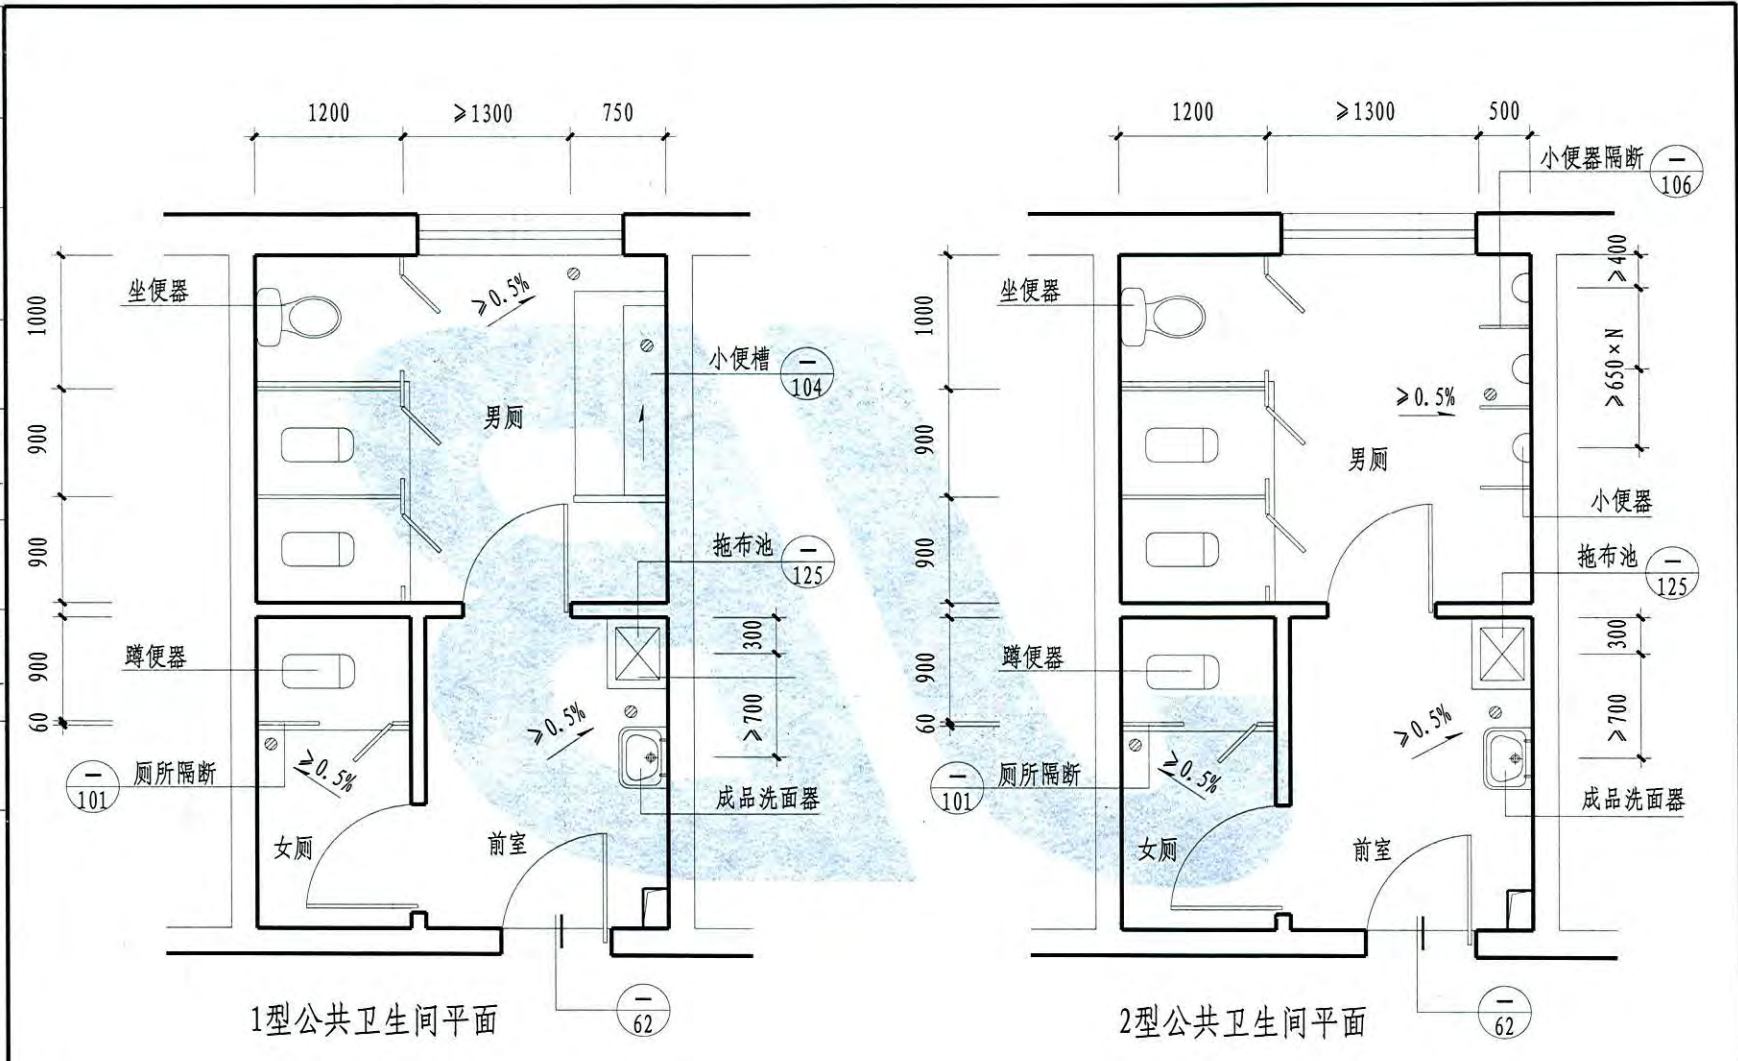 1200 ≥1300 750
坐便器
≥0.5%
1000
小便槽 — 104
男厕
900
900
拖布池 — 125
300
蹲便器
900
≥0.5%
≥700
60
≥0.5%
— 101 厕所隔断
成品洗面器
女厕
前室
1型公共卫生间平面
— 62
1200 ≥1300 500
小便器隔断 — 106
≥400
坐便器
1000
≥650×N
≥0.5%
900
男厕
小便器
900
拖布池 — 125
300
蹲便器
900
≥0.5%
≥700
60
≥0.5%
— 101 厕所隔断
成品洗面器
女厕
前室
2型公共卫生间平面
— 62